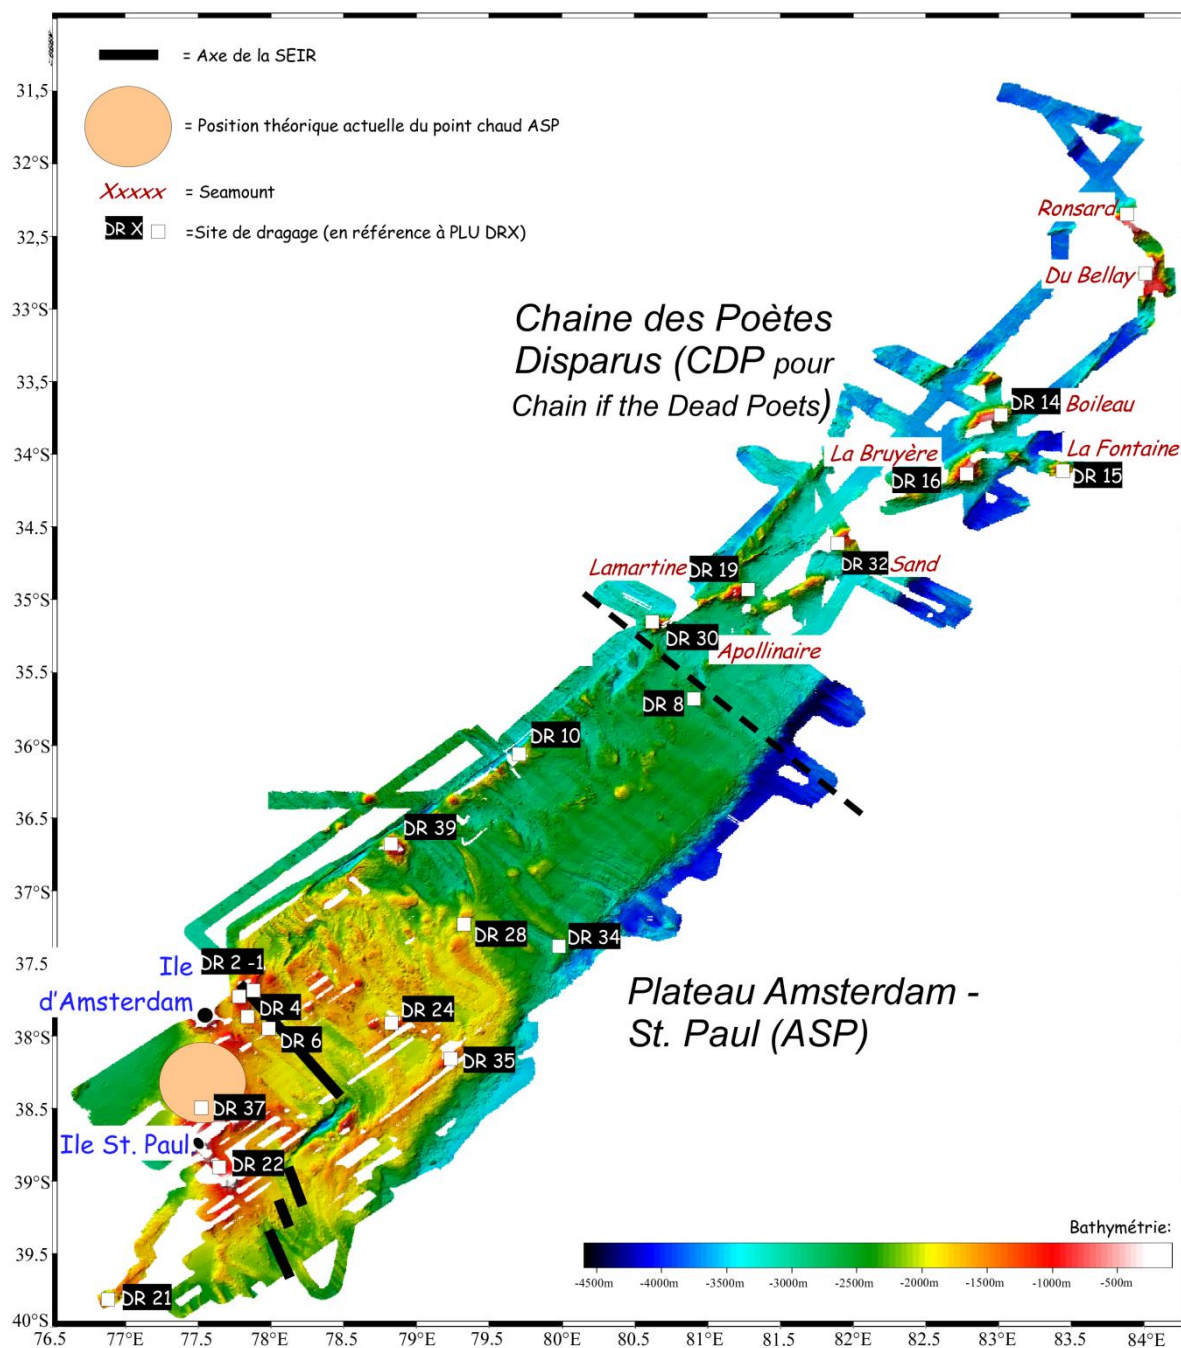 = Axe de la SEIR
= Position théorique actuelle du point chaud ASP
Xxxxx = Seamount
DR X =Site de dragage (en référence à PLU DRX)
31,5
32°S
32,5
33°S
33,5
34°S
34.5
35°S
35.5
36°S
36.5
37°S
37.5
38°S
38.5
39°S
39.5
40°S
Ronsard
Du Bellay
Chaine des Poètes
Disparus (CDP pour
Chain if the Dead Poets)
DR 14 Boileau
La Bruyère
La Fontaine
DR 16
DR 15
Lamartine DR 19
DR 32 Sand
DR 30
Apollinaire
DR 8
DR 10
DR 39
DR 28
DR 34
Ile
d'Amsterdam
DR 2 -1
DR 4
DR 6
DR 24
DR 35
Plateau Amsterdam -
St. Paul (ASP)
DR 37
Ile St. Paul
DR 22
DR 21
Bathymétrie:
-4500m -4000m -3500m -3000m -2500m -2000m -1500m -1000m -500m
76.5 77°E 77.5 78°E 78.5 79°E 79.5 80°E 80.5 81°E 81.5 82°E 82.5 83°E 83.5 84°E